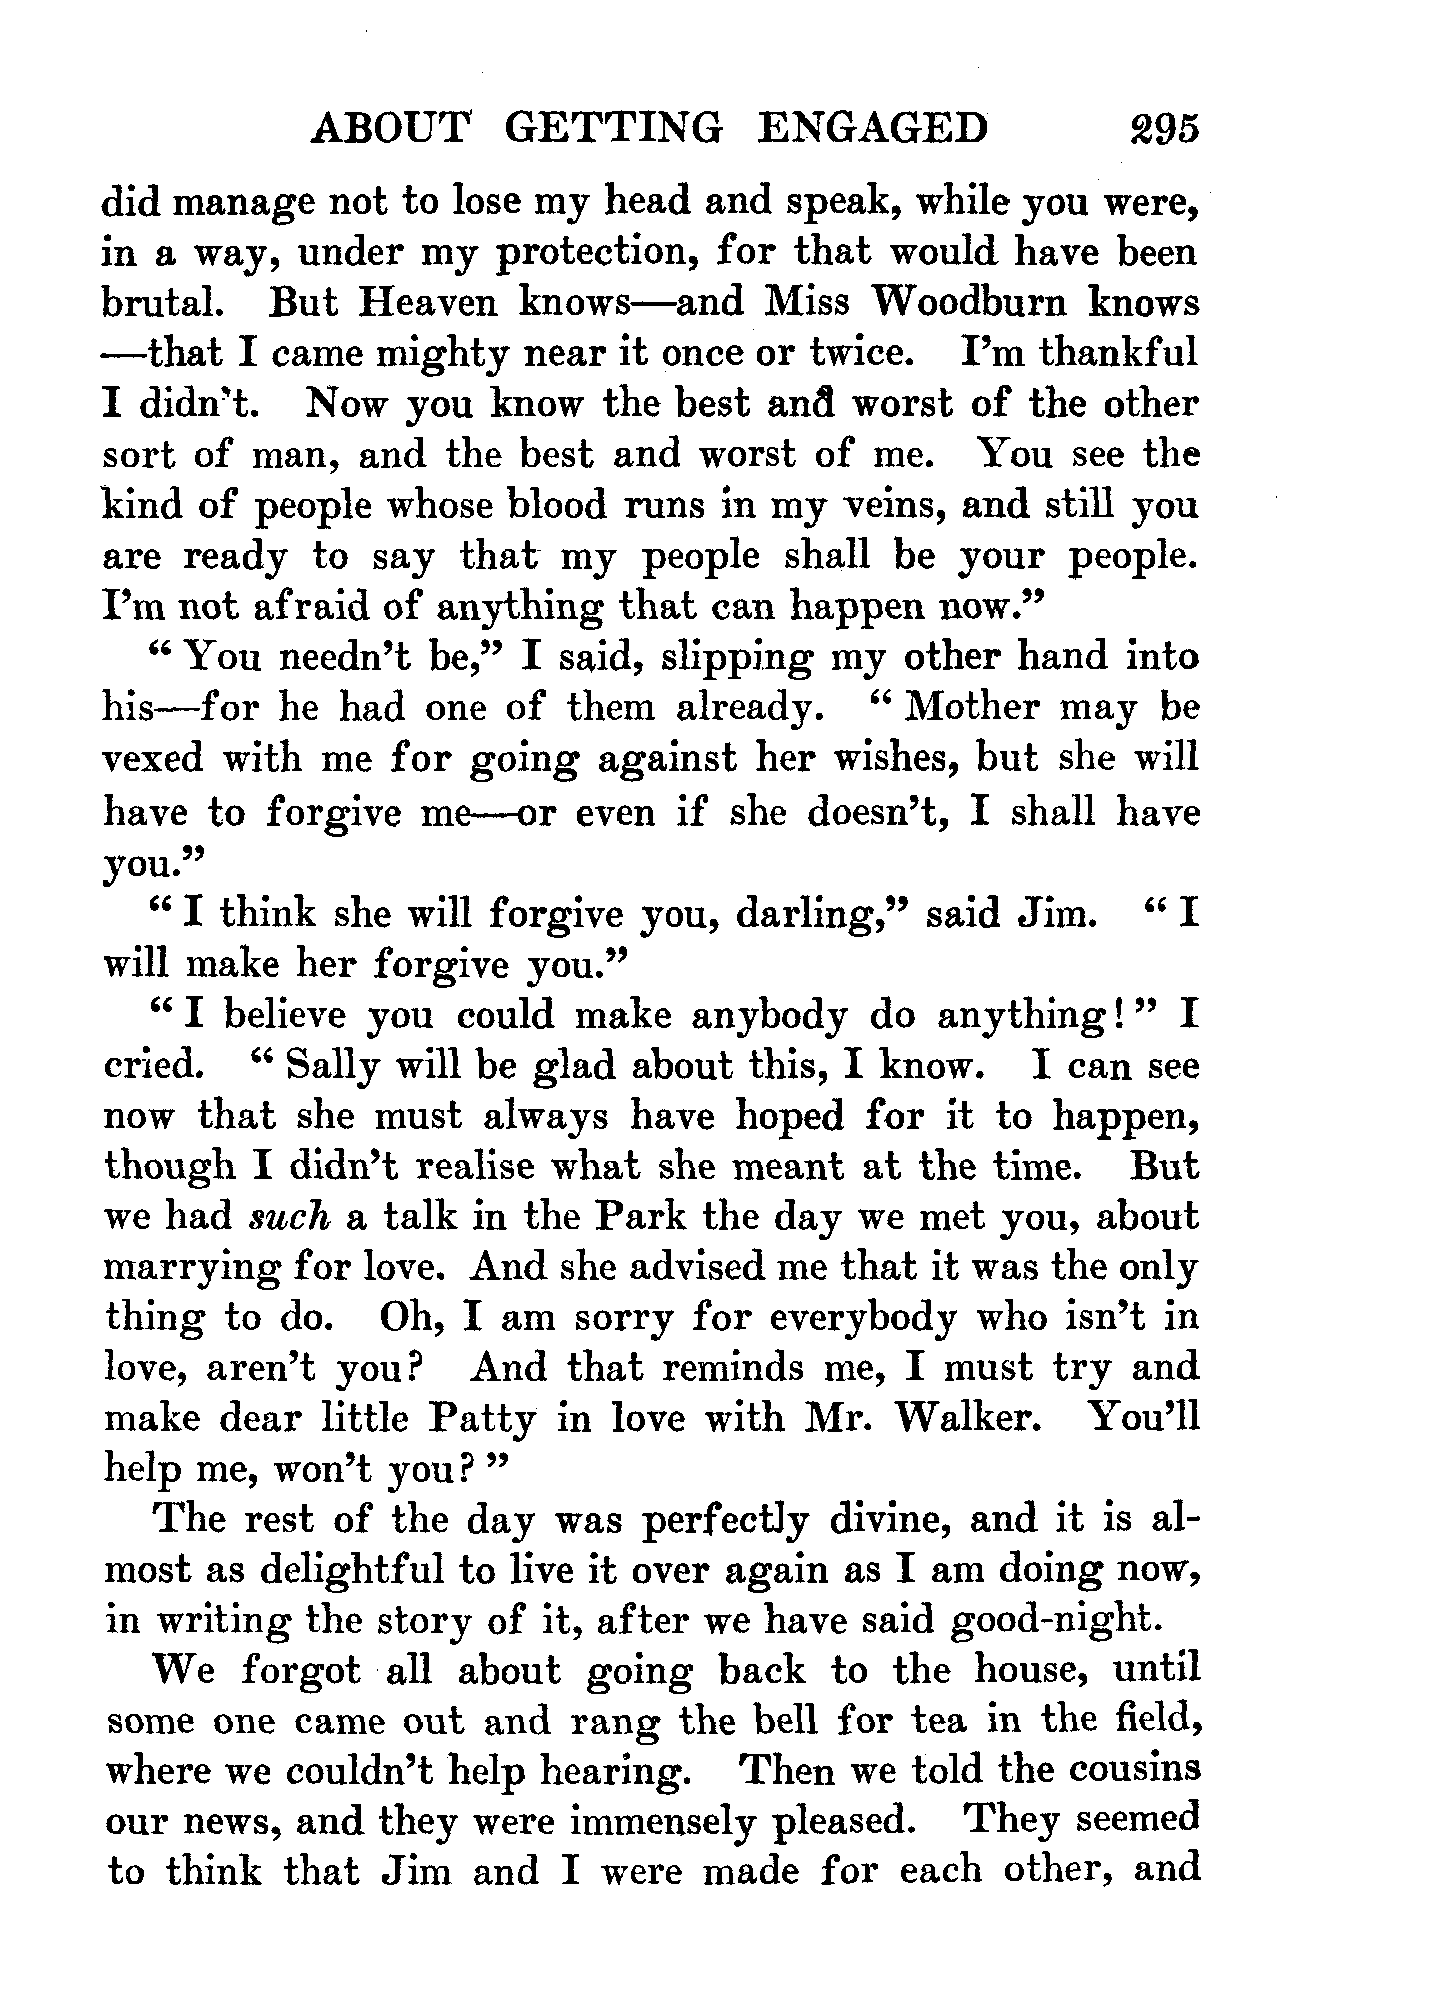 ABOUT GETTING ENGAGED 295
did manage not to lose my head and speak, while you were,
in a way, under my protection, for that would have been
brutal. But Heaven knows—and Miss Woodburn knows
—that I came mighty near it once or twice. I'm thankful
I didn't. Now you know the best and worst of the other
sort of man, and the best and worst of me. You see the
kind of people whose blood runs in my veins, and still you
are ready to say that my people shall be your people.
I'm not afraid of anything that can happen now."
"You needn't be," I said, slipping my other hand into
his—for he had one of them already. "Mother may be
vexed with me for going against her wishes, but she will
have to forgive me—or even if she doesn't, I shall have
you."
"I think she will forgive you, darling," said Jim. "I
will make her forgive you."
"I believe you could make anybody do anything!" I
cried. "Sally will be glad about this, I know. I can see
now that she must always have hoped for it to happen,
though I didn't realise what she meant at the time. But
we had such a talk in the Park the day we met you, about
marrying for love. And she advised me that it was the only
thing to do. Oh, I am sorry for everybody who isn't in
love, aren't you? And that reminds me, I must try and
make dear little Patty in love with Mr. Walker. You'll
help me, won't you?"
The rest of the day was perfectly divine, and it is al-
most as delightful to live it over again as I am doing now,
in writing the story of it, after we have said good-night.
We forgot all about going back to the house, until
some one came out and rang the bell for tea in the field,
where we couldn't help hearing. Then we told the cousins
our news, and they were immensely pleased. They seemed
to think that Jim and I were made for each other, and